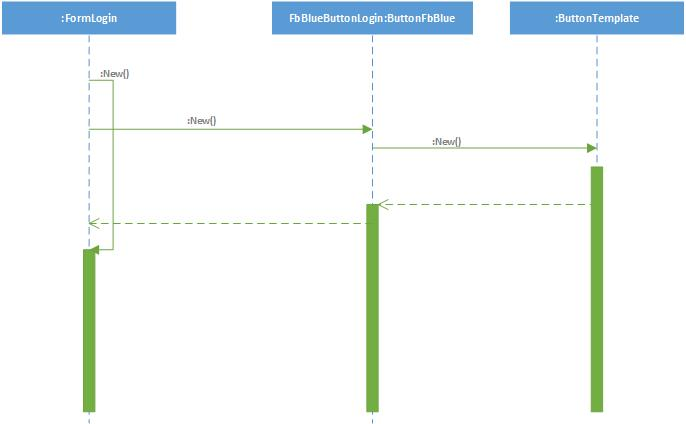 :FormLogin
FbBlueButtonLogin:ButtonFbBlue
:ButtonTemplate
:New()
:New()
:New()